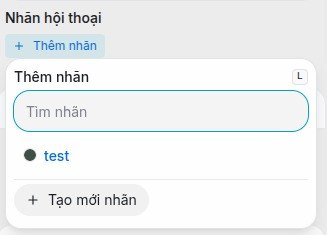 Nhãn hội thoại
+ Thêm nhãn
Thêm nhãn L
Tìm nhãn
test
+ Tạo mới nhãn